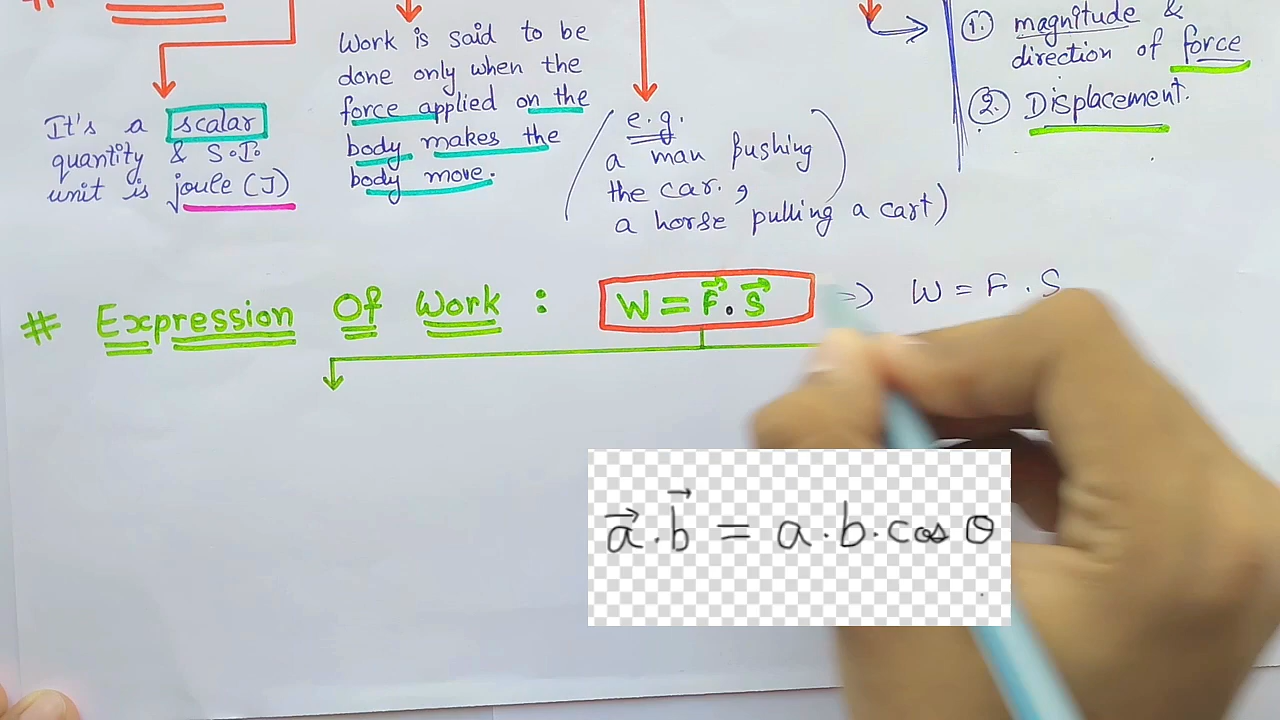 It's a scalar
quantity & S.I.
unit is joule (J)
Work is said to be
done only when the
force applied on the
body makes the
body move.
(e.g.
a man pushing
the car. ,
a horse pulling a cart)
1. magnitude &
direction of force
2. Displacement.
# Expression Of Work : W = F⃗ . S⃗ => W = F . S
a⃗ . b⃗ = a . b . cos θ